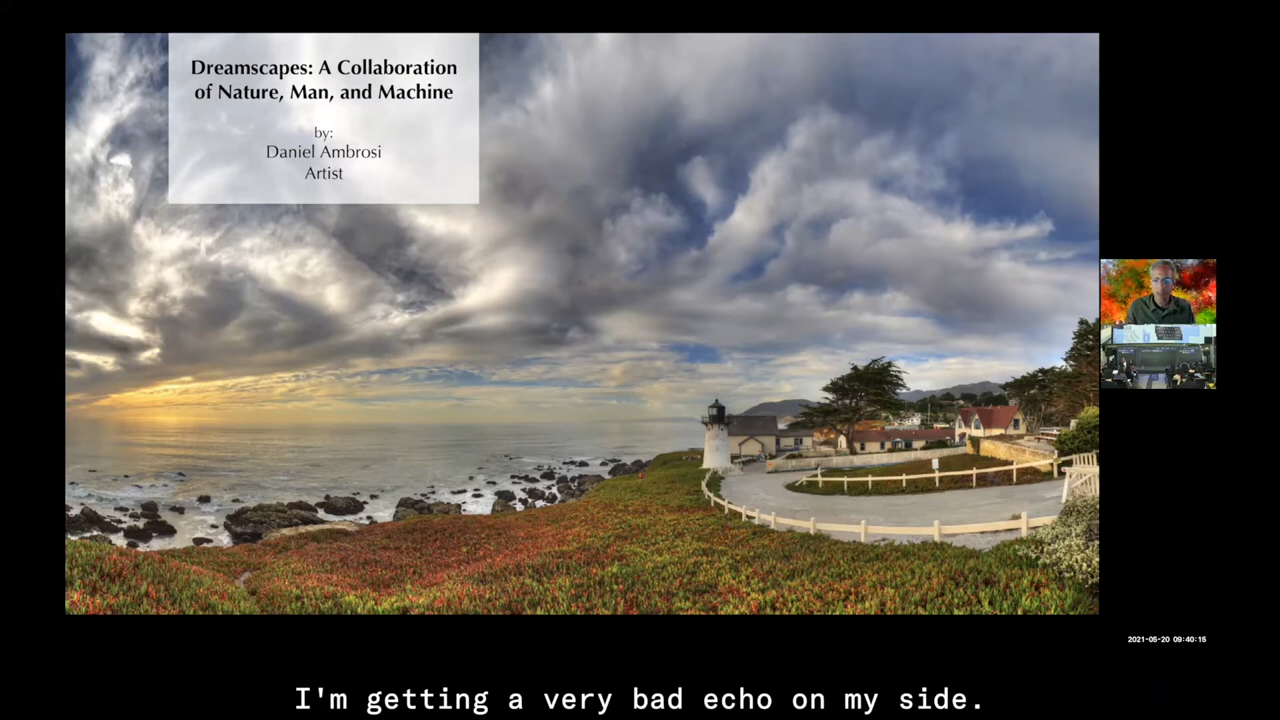 Dreamscapes: A Collaboration
of Nature, Man, and Machine
by:
Daniel Ambrosi
Artist
2021-05-20 09:40:15
I'm getting a very bad echo on my side.